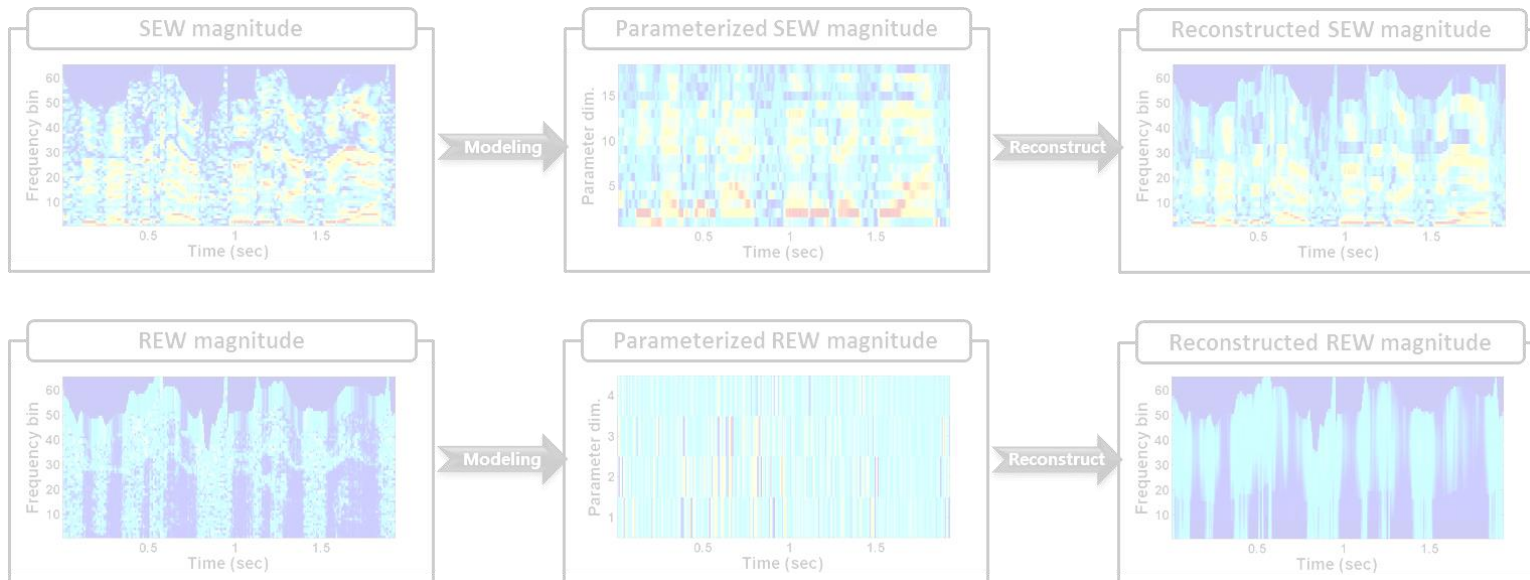 SEW magnitude
Parameterized SEW magnitude
Reconstructed SEW magnitude
Frequency bin
60
50
40
30
20
10
0.5
1
1.5
Time (sec)
Modeling
Parameter dim.
15
10
5
0.5
1
1.5
Time (sec)
Reconstruct
Frequency bin
60
50
40
30
20
10
0.5
1
1.5
Time (sec)
REW magnitude
Parameterized REW magnitude
Reconstructed REW magnitude
Frequency bin
60
50
40
30
20
10
0.5
1
1.5
Time (sec)
Modeling
Parameter dim.
4
3
2
1
0.5
1
1.5
Time (sec)
Reconstruct
Frequency bin
60
50
40
30
20
10
0.5
1
1.5
Time (sec)